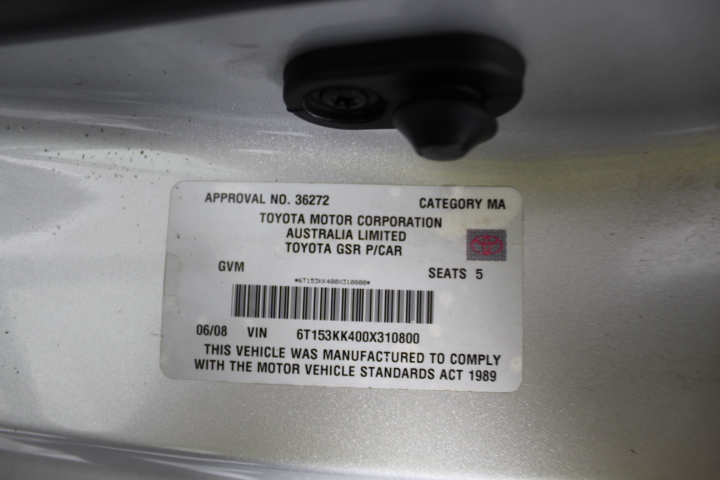 APPROVAL NO. 36272 CATEGORY MA
TOYOTA MOTOR CORPORATION
AUSTRALIA LIMITED
TOYOTA GSR P/CAR
GVM SEATS 5
*6T153KK400X310800*
06/08 VIN 6T153KK400X310800
THIS VEHICLE WAS MANUFACTURED TO COMPLY
WITH THE MOTOR VEHICLE STANDARDS ACT 1989